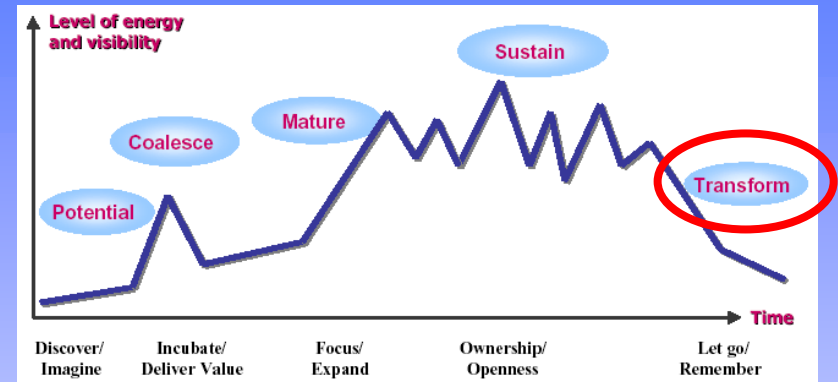 Level of energy
and visibility
Sustain
Mature
Coalesce
Transform
Potential
Time
Discover/
Imagine
Incubate/
Deliver Value
Focus/
Expand
Ownership/
Openness
Let go/
Remember